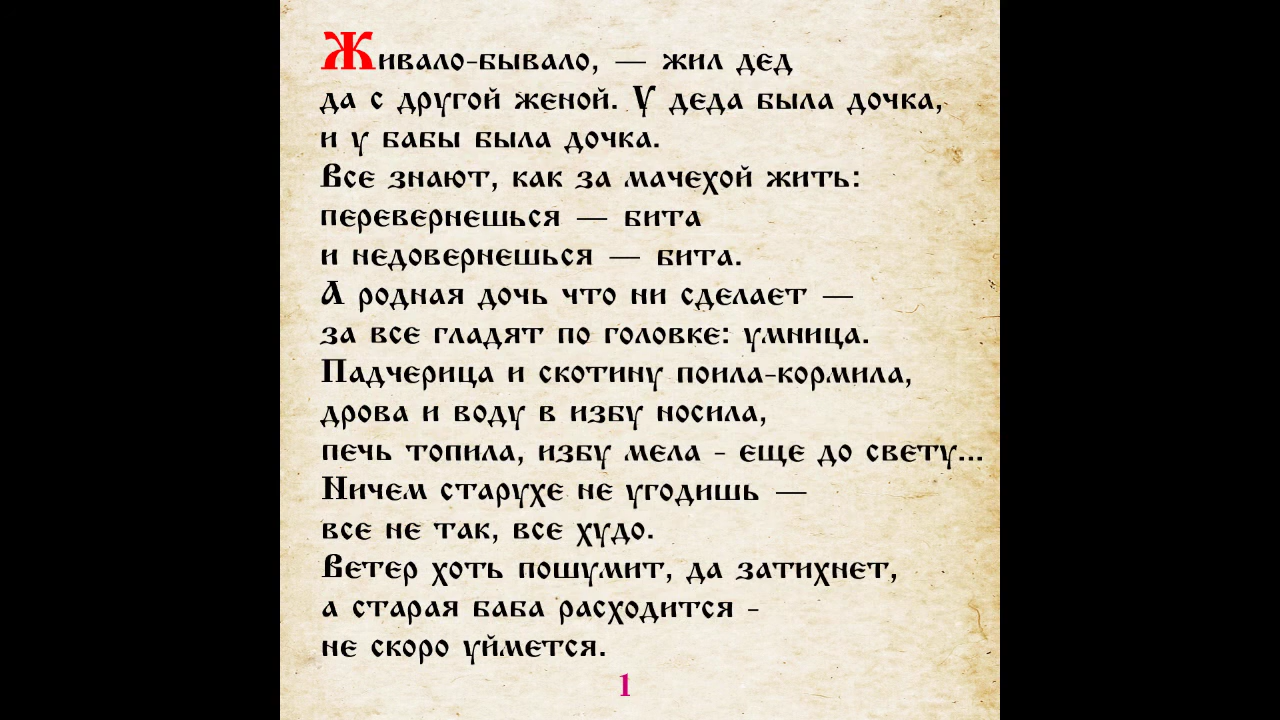 Живало-бывало, — жил дед
да с другой женой. У деда была дочка,
и у бабы была дочка.
Все знают, как за мачехой жить:
перевернешься — бита
и недовернешься — бита.
А родная дочь что ни сделает —
за все гладят по головке: умница.
Падчерица и скотину поила-кормила,
дрова и воду в избу носила,
печь топила, избу мела - еще до свету...
Ничем старухе не угодишь —
все не так, все худо.
Ветер хоть пошумит, да затихнет,
а старая баба расходится -
не скоро уймется.
1